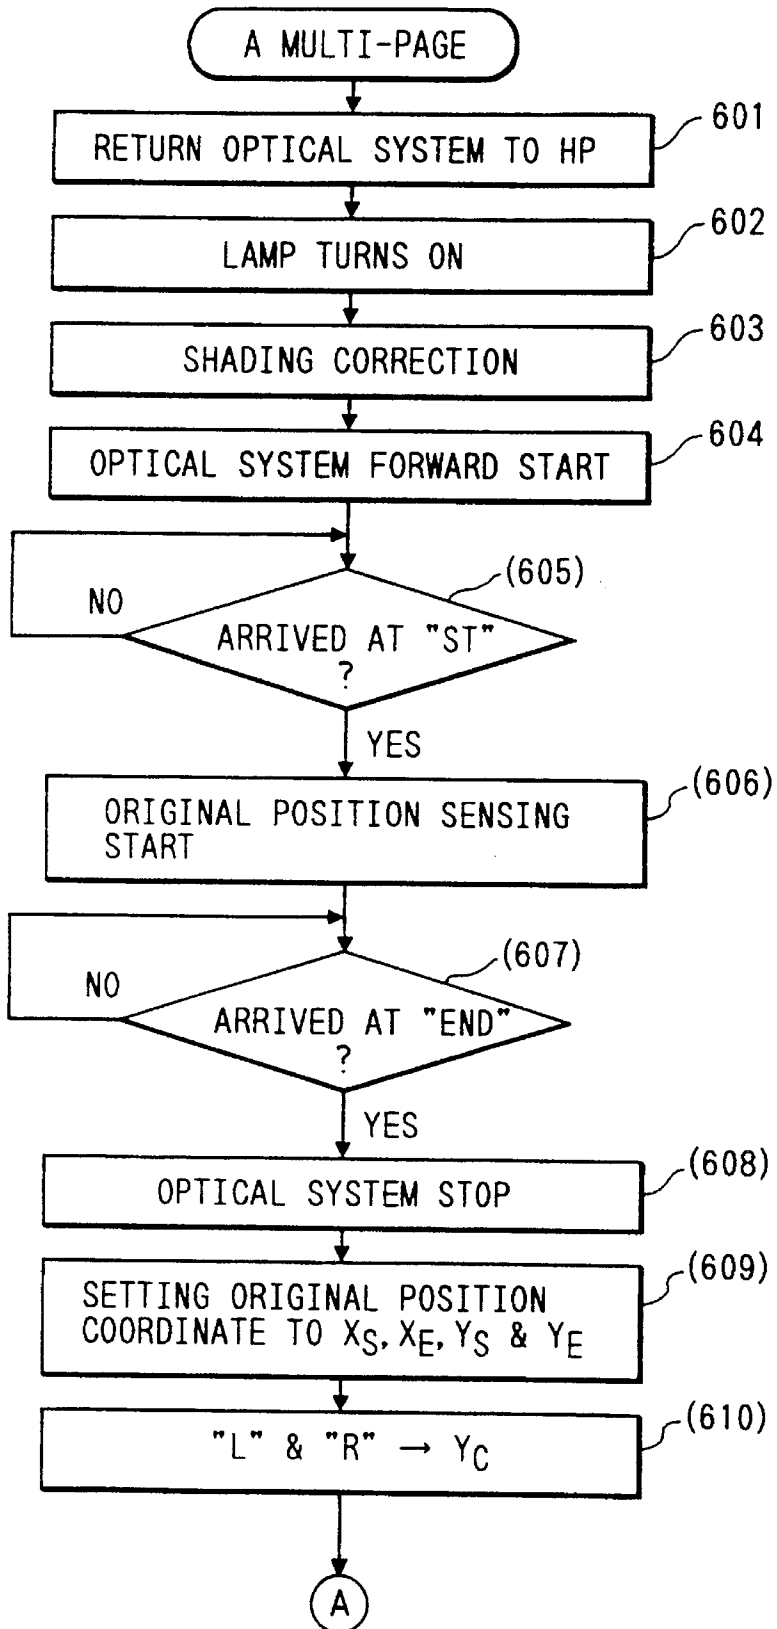 A MULTI-PAGE
601
RETURN OPTICAL SYSTEM TO HP
602
LAMP TURNS ON
603
SHADING CORRECTION
604
OPTICAL SYSTEM FORWARD START
(605)
NO
ARRIVED AT "ST"
?
YES
(606)
ORIGINAL POSITION SENSING
START
(607)
NO
ARRIVED AT "END"
?
YES
(608)
OPTICAL SYSTEM STOP
(609)
SETTING ORIGINAL POSITION
COORDINATE TO XS, XE, YS & YE
(610)
"L" & "R" → YC
A